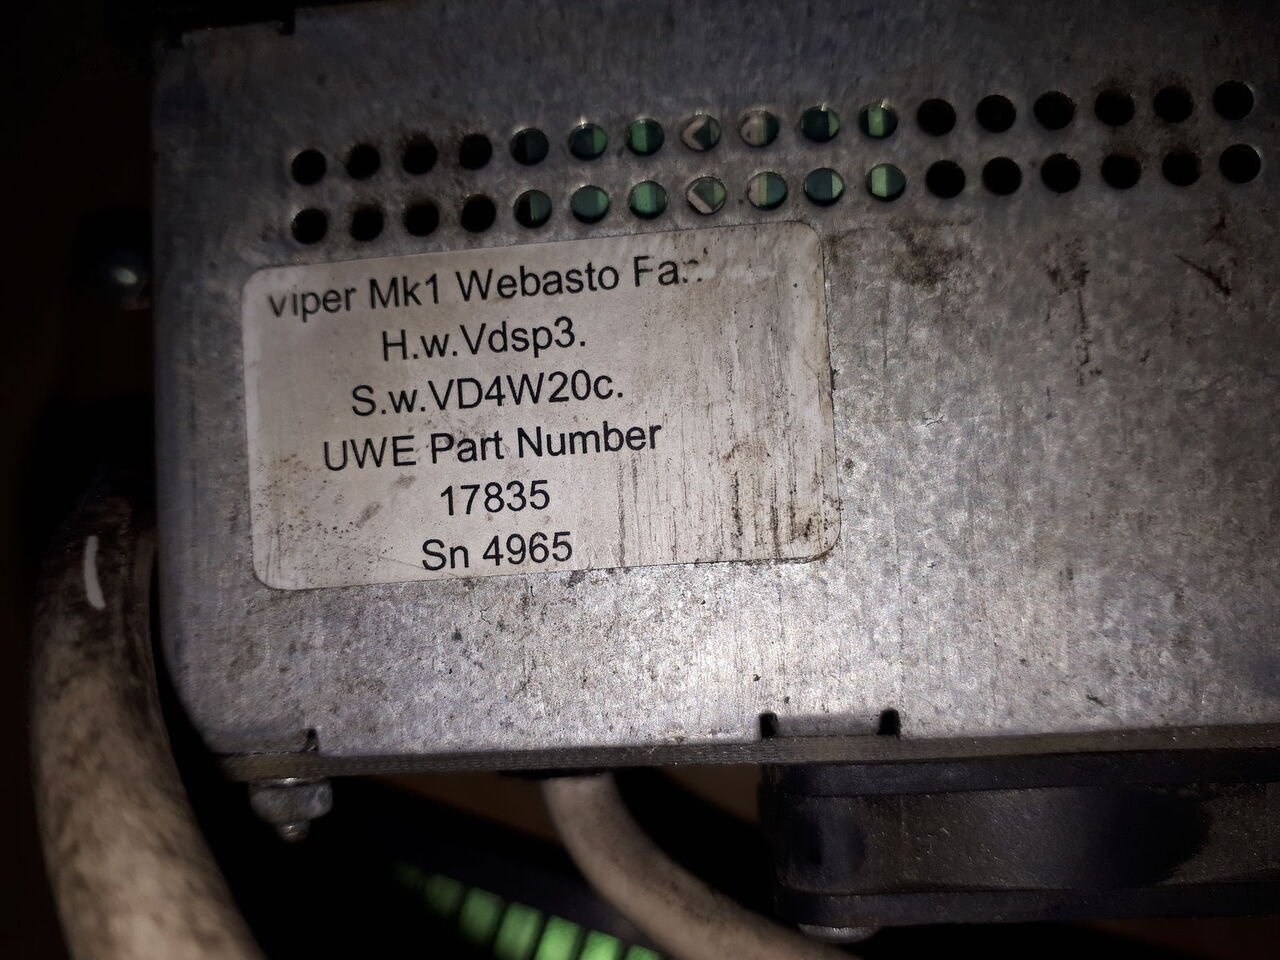 viper Mk1 Webasto
H.w.Vdsp3.
S.w.VD4W20c.
UWE Part Number
17835
Sn 4965